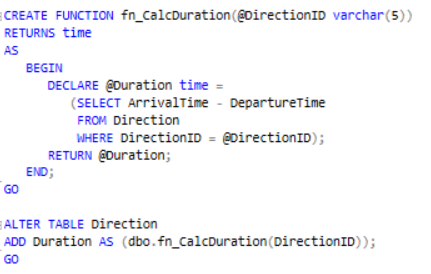 CREATE FUNCTION fn_CalcDuration(@DirectionID varchar(5))
RETURNS time
AS
BEGIN
DECLARE @Duration time =
(SELECT ArrivalTime - DepartureTime
FROM Direction
WHERE DirectionID = @DirectionID);
RETURN @Duration;
END;
GO
ALTER TABLE Direction
ADD Duration AS (dbo.fn_CalcDuration(DirectionID));
GO